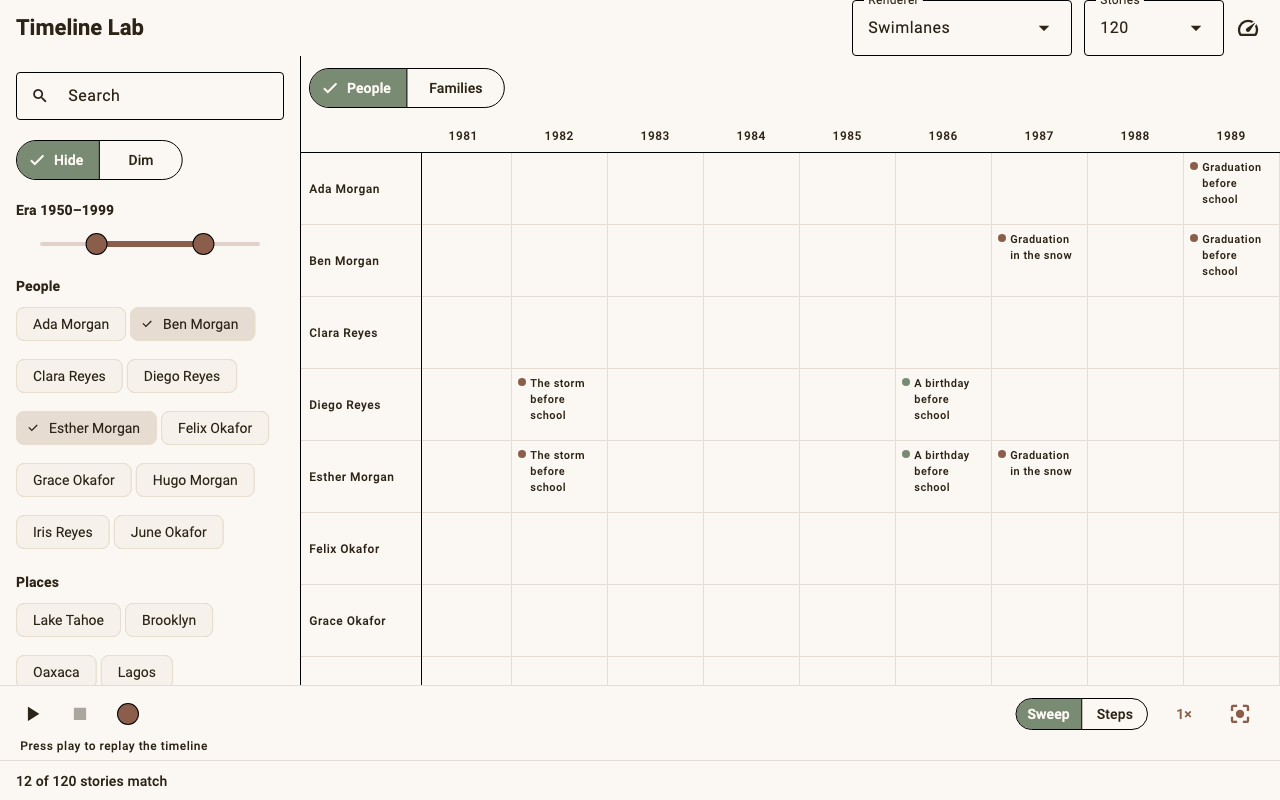 Timeline Lab
Renderer
Swimlanes
Stories
120
Search
Hide
Dim
Era 1950–1999
People
Ada Morgan
Ben Morgan
Clara Reyes
Diego Reyes
Esther Morgan
Felix Okafor
Grace Okafor
Hugo Morgan
Iris Reyes
June Okafor
Places
Lake Tahoe
Brooklyn
Oaxaca
Lagos
People
Families
1981
1982
1983
1984
1985
1986
1987
1988
1989
Ada Morgan
Graduation
before
school
Ben Morgan
Graduation
in the snow
Graduation
before
school
Clara Reyes
Diego Reyes
The storm
before
school
A birthday
before
school
Esther Morgan
The storm
before
school
A birthday
before
school
Graduation
in the snow
Felix Okafor
Grace Okafor
Sweep
Steps
1×
Press play to replay the timeline
12 of 120 stories match